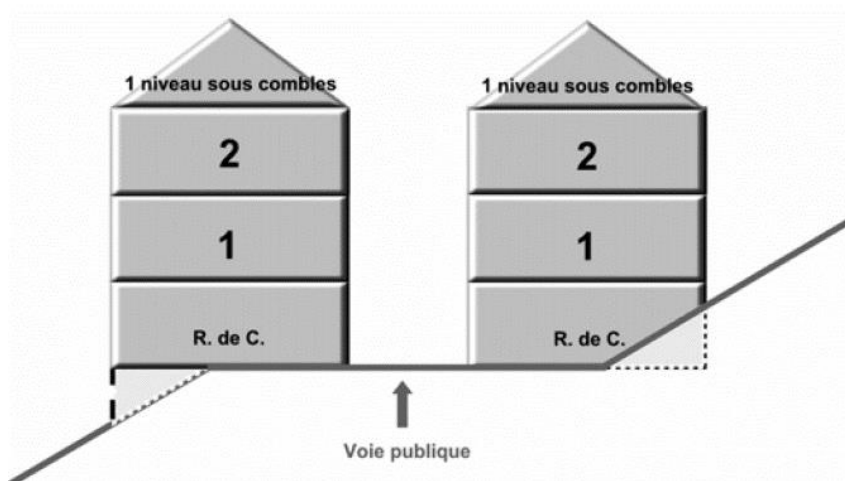 1 niveau sous combles
2
1
R. de C.
1 niveau sous combles
2
1
R. de C.
Voie publique